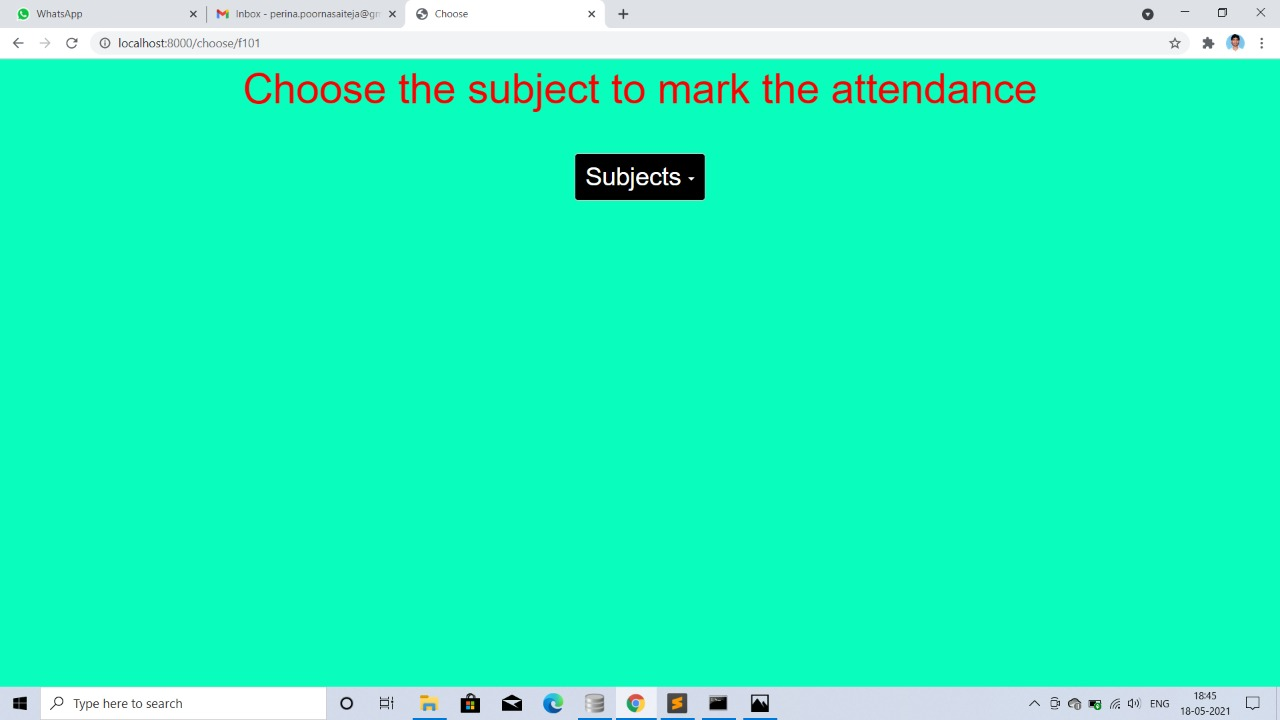 WhatsApp
Inbox - perina.poornasaiteja@gr
Choose
localhost:8000/choose/f101
Choose the subject to mark the attendance
Subjects
Type here to search
ENG
18:45
18-05-2021